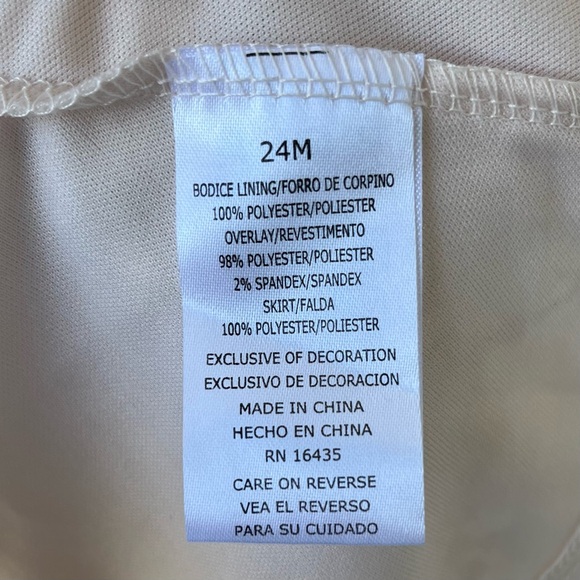 24M
BODICE LINING/FORRO DE CORPINO
100% POLYESTER/POLIESTER
OVERLAY/REVESTIMENTO
98% POLYESTER/POLIESTER
2% SPANDEX/SPANDEX
SKIRT/FALDA
100% POLYESTER/POLIESTER
EXCLUSIVE OF DECORATION
EXCLUSIVO DE DECORACION
MADE IN CHINA
HECHO EN CHINA
RN 16435
CARE ON REVERSE
VEA EL REVERSO
PARA SU CUIDADO